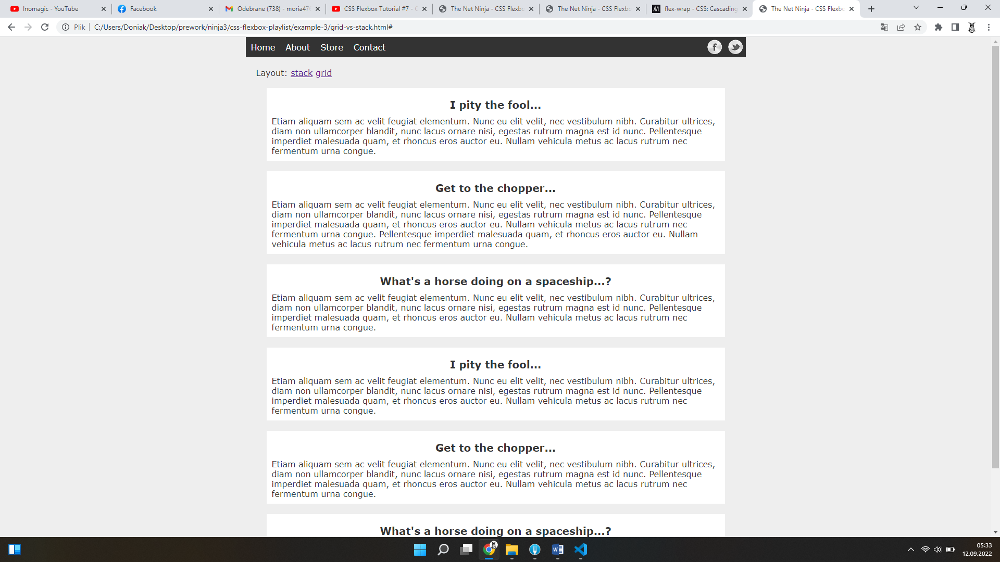 Inomagic - YouTube
Facebook
Odebrane (738) - moria47
CSS Flexbox Tutorial #7 -
The Net Ninja - CSS Flexbo
The Net Ninja - CSS Flexbo
flex-wrap - CSS: Cascading
The Net Ninja - CSS Flexbo
Plik
C:/Users/Doniak/Desktop/prework/ninja3/css-flexbox-playlist/example-3/grid-vs-stack.html#
Home About Store Contact
Layout: stack grid
I pity the fool...
Etiam aliquam sem ac velit feugiat elementum. Nunc eu elit velit, nec vestibulum nibh. Curabitur ultrices,
diam non ullamcorper blandit, nunc lacus ornare nisi, egestas rutrum magna est id nunc. Pellentesque
imperdiet malesuada quam, et rhoncus eros auctor eu. Nullam vehicula metus ac lacus rutrum nec
fermentum urna congue.
Get to the chopper...
Etiam aliquam sem ac velit feugiat elementum. Nunc eu elit velit, nec vestibulum nibh. Curabitur ultrices,
diam non ullamcorper blandit, nunc lacus ornare nisi, egestas rutrum magna est id nunc. Pellentesque
imperdiet malesuada quam, et rhoncus eros auctor eu. Nullam vehicula metus ac lacus rutrum nec
fermentum urna congue. Pellentesque imperdiet malesuada quam, et rhoncus eros auctor eu. Nullam
vehicula metus ac lacus rutrum nec fermentum urna congue.
What's a horse doing on a spaceship...?
Etiam aliquam sem ac velit feugiat elementum. Nunc eu elit velit, nec vestibulum nibh. Curabitur ultrices,
diam non ullamcorper blandit, nunc lacus ornare nisi, egestas rutrum magna est id nunc. Pellentesque
imperdiet malesuada quam, et rhoncus eros auctor eu. Nullam vehicula metus ac lacus rutrum nec
fermentum urna congue.
I pity the fool...
Etiam aliquam sem ac velit feugiat elementum. Nunc eu elit velit, nec vestibulum nibh. Curabitur ultrices,
diam non ullamcorper blandit, nunc lacus ornare nisi, egestas rutrum magna est id nunc. Pellentesque
imperdiet malesuada quam, et rhoncus eros auctor eu. Nullam vehicula metus ac lacus rutrum nec
fermentum urna congue.
Get to the chopper...
Etiam aliquam sem ac velit feugiat elementum. Nunc eu elit velit, nec vestibulum nibh. Curabitur ultrices,
diam non ullamcorper blandit, nunc lacus ornare nisi, egestas rutrum magna est id nunc. Pellentesque
imperdiet malesuada quam, et rhoncus eros auctor eu. Nullam vehicula metus ac lacus rutrum nec
fermentum urna congue.
What's a horse doing on a spaceship...?
05:33
12.09.2022